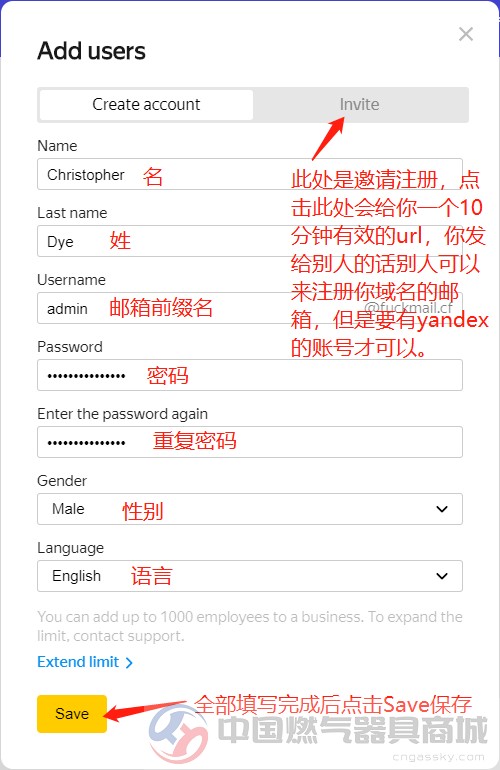 Add users
Create account
Invite
Name
Christopher 名
此处是邀请注册，点
击此处会给你一个10
分钟有效的url，你发
给别人的话别人可以
来注册你域名的邮
箱，但是要有yandex
的账号才可以。
Last name
Dye 姓
Username
admin 邮箱前缀名
@fuckmail.cf
Password
••••••••••••••• 密码
Enter the password again
••••••••••••••• 重复密码
Gender
Male 性别
Language
English 语言
You can add up to 1000 employees to a business. To expand the
limit, contact support.
Extend limit
Save
全部填写完成后点击Save保存
中国燃气器具商城
cngassky.com